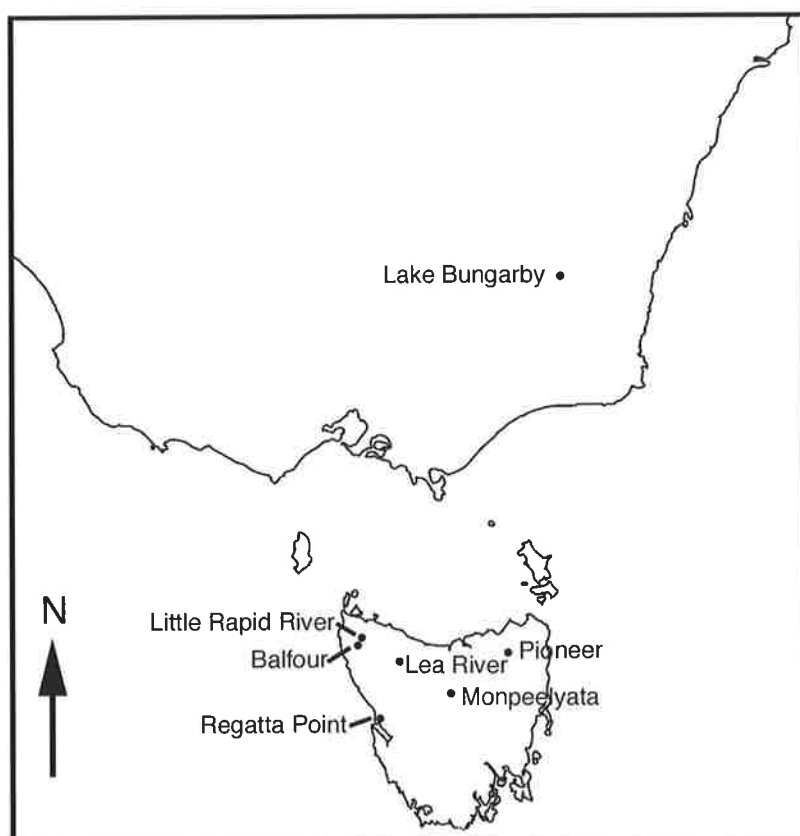 Lake Bungarby
N
Little Rapid River
Balfour
Lea River
Pioneer
Monpeelyata
Regatta Point